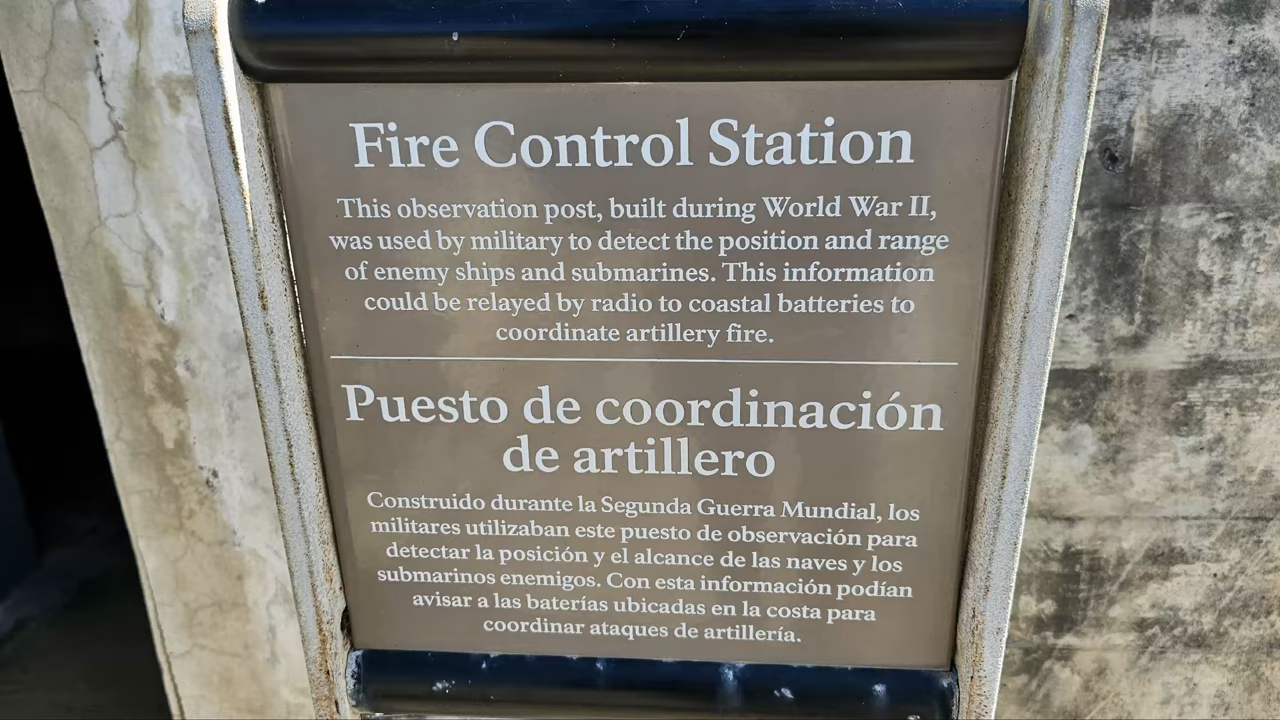 Fire Control Station
This observation post, built during World War II,
was used by military to detect the position and range
of enemy ships and submarines. This information
could be relayed by radio to coastal batteries to
coordinate artillery fire.
Puesto de coordinación
de artillero
Construido durante la Segunda Guerra Mundial, los
militares utilizaban este puesto de observación para
detectar la posición y el alcance de las naves y los
submarinos enemigos. Con esta información podían
avisar a las baterías ubicadas en la costa para
coordinar ataques de artillería.